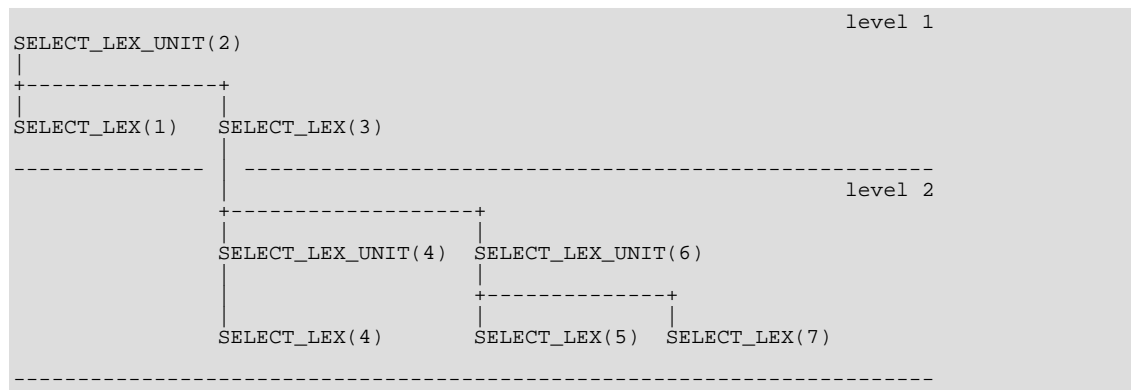 level 1
SELECT_LEX_UNIT(2)
|
+---------------+
| |
SELECT_LEX(1) SELECT_LEX(3)
|
--------------- | ------------------------------------------------------
| level 2
+-------------------+
| |
SELECT_LEX_UNIT(4) SELECT_LEX_UNIT(6)
| |
| +--------------+
| | |
SELECT_LEX(4) SELECT_LEX(5) SELECT_LEX(7)
------------------------------------------------------------------------